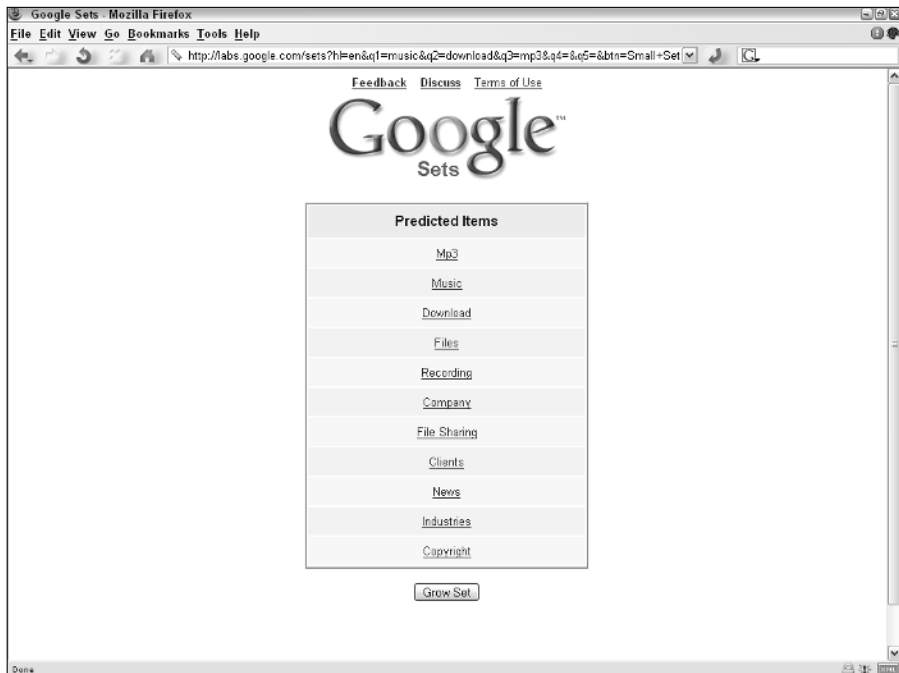 Google Sets - Mozilla Firefox
File Edit View Go Bookmarks Tools Help
http://labs.google.com/sets?hl=en&q1=music&q2=download&q3=mp3&q4=&q5=&btn=Small+Set
Feedback Discuss Terms of Use
Google™
Sets
Predicted Items
Mp3
Music
Download
Files
Recording
Company
File Sharing
Clients
News
Industries
Copyright
Grow Set
Done
XML